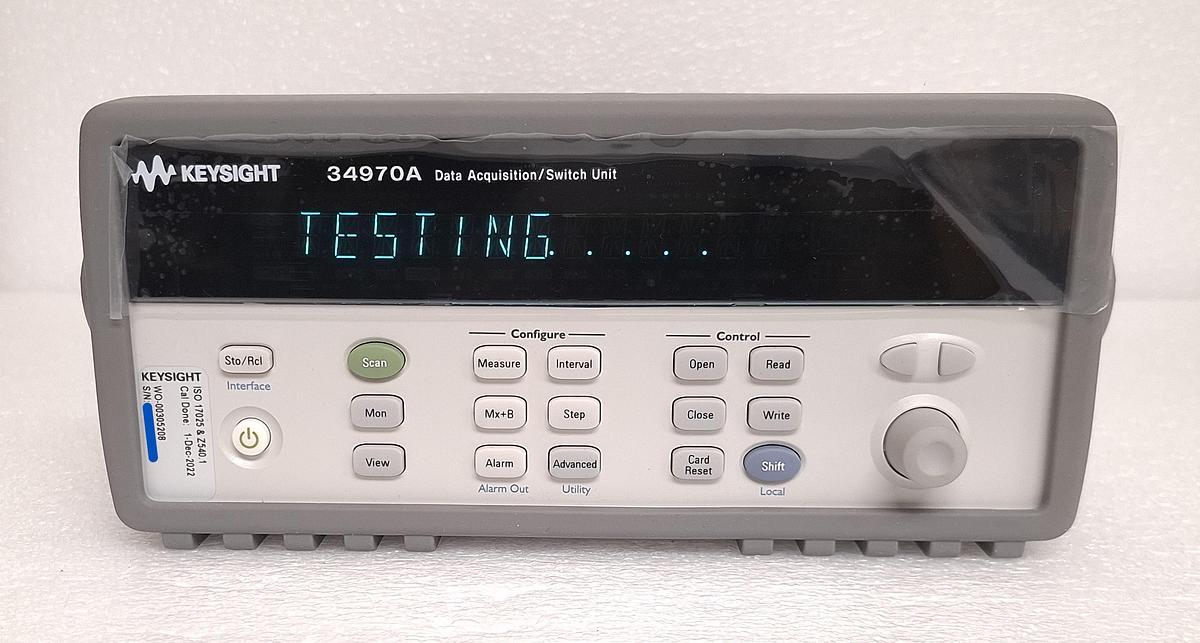 KEYSIGHT 34970A Data Acquisition/Switch Unit
TESTING.....
Configure
Control
Sto/Rcl
Interface
Scan
Measure
Interval
Open
Read
Mon
Mx+B
Step
Close
Write
View
Alarm
Advanced
Card
Reset
Shift
Alarm Out
Utility
Local
KEYSIGHT
ISO 17025 & Z540.1
Cal Done: 1-Dec-2022
WO-00305208
S/N: